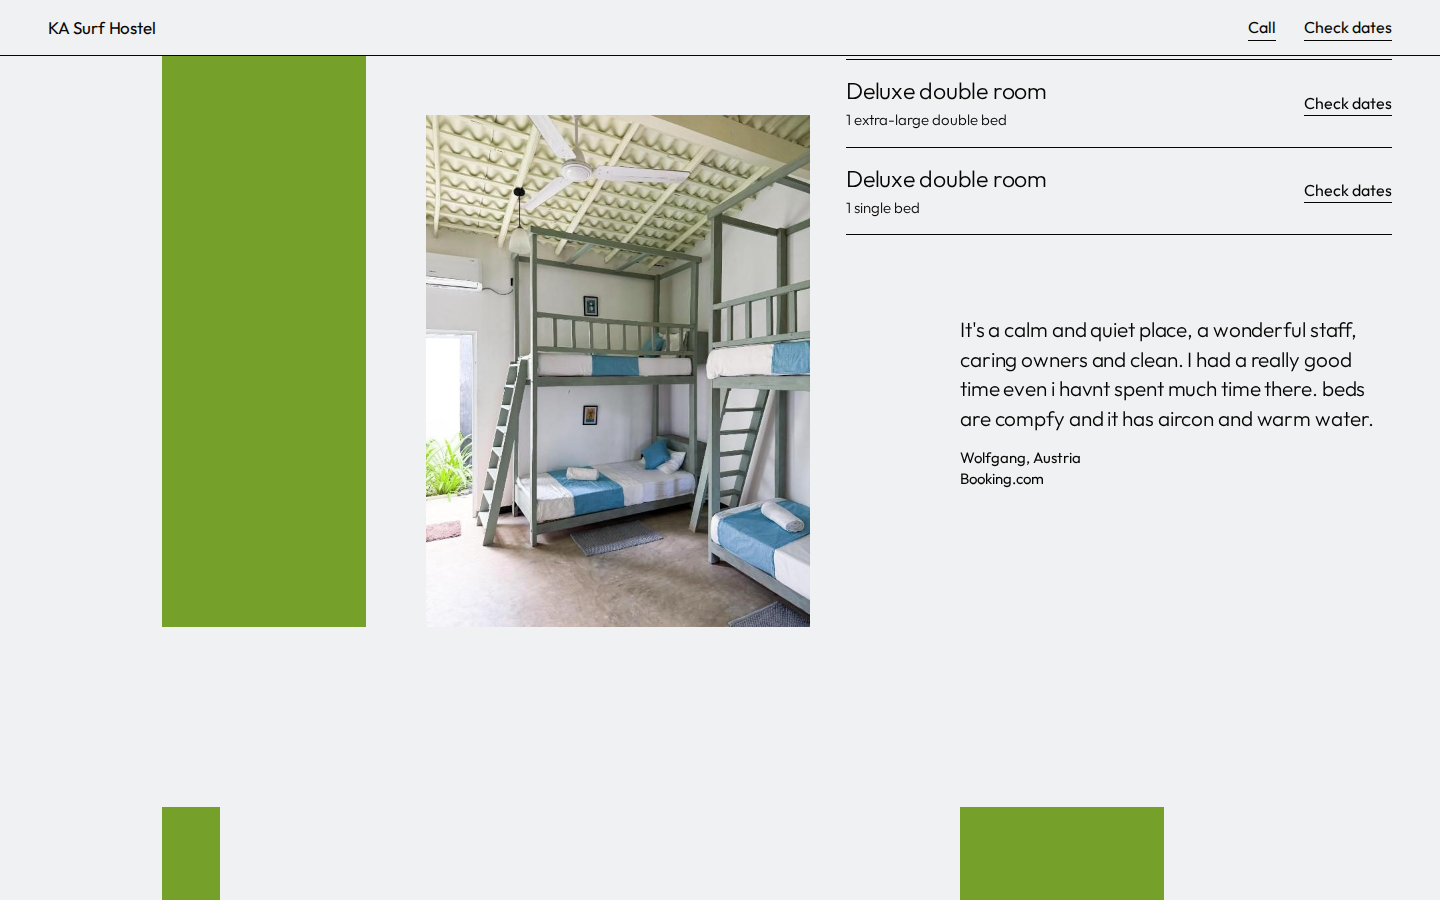 KA Surf Hostel
Call
Check dates
Deluxe double room
1 extra-large double bed
Check dates
Deluxe double room
1 single bed
Check dates
It's a calm and quiet place, a wonderful staff,
caring owners and clean. I had a really good
time even i havnt spent much time there. beds
are compfy and it has aircon and warm water.
Wolfgang, Austria
Booking.com